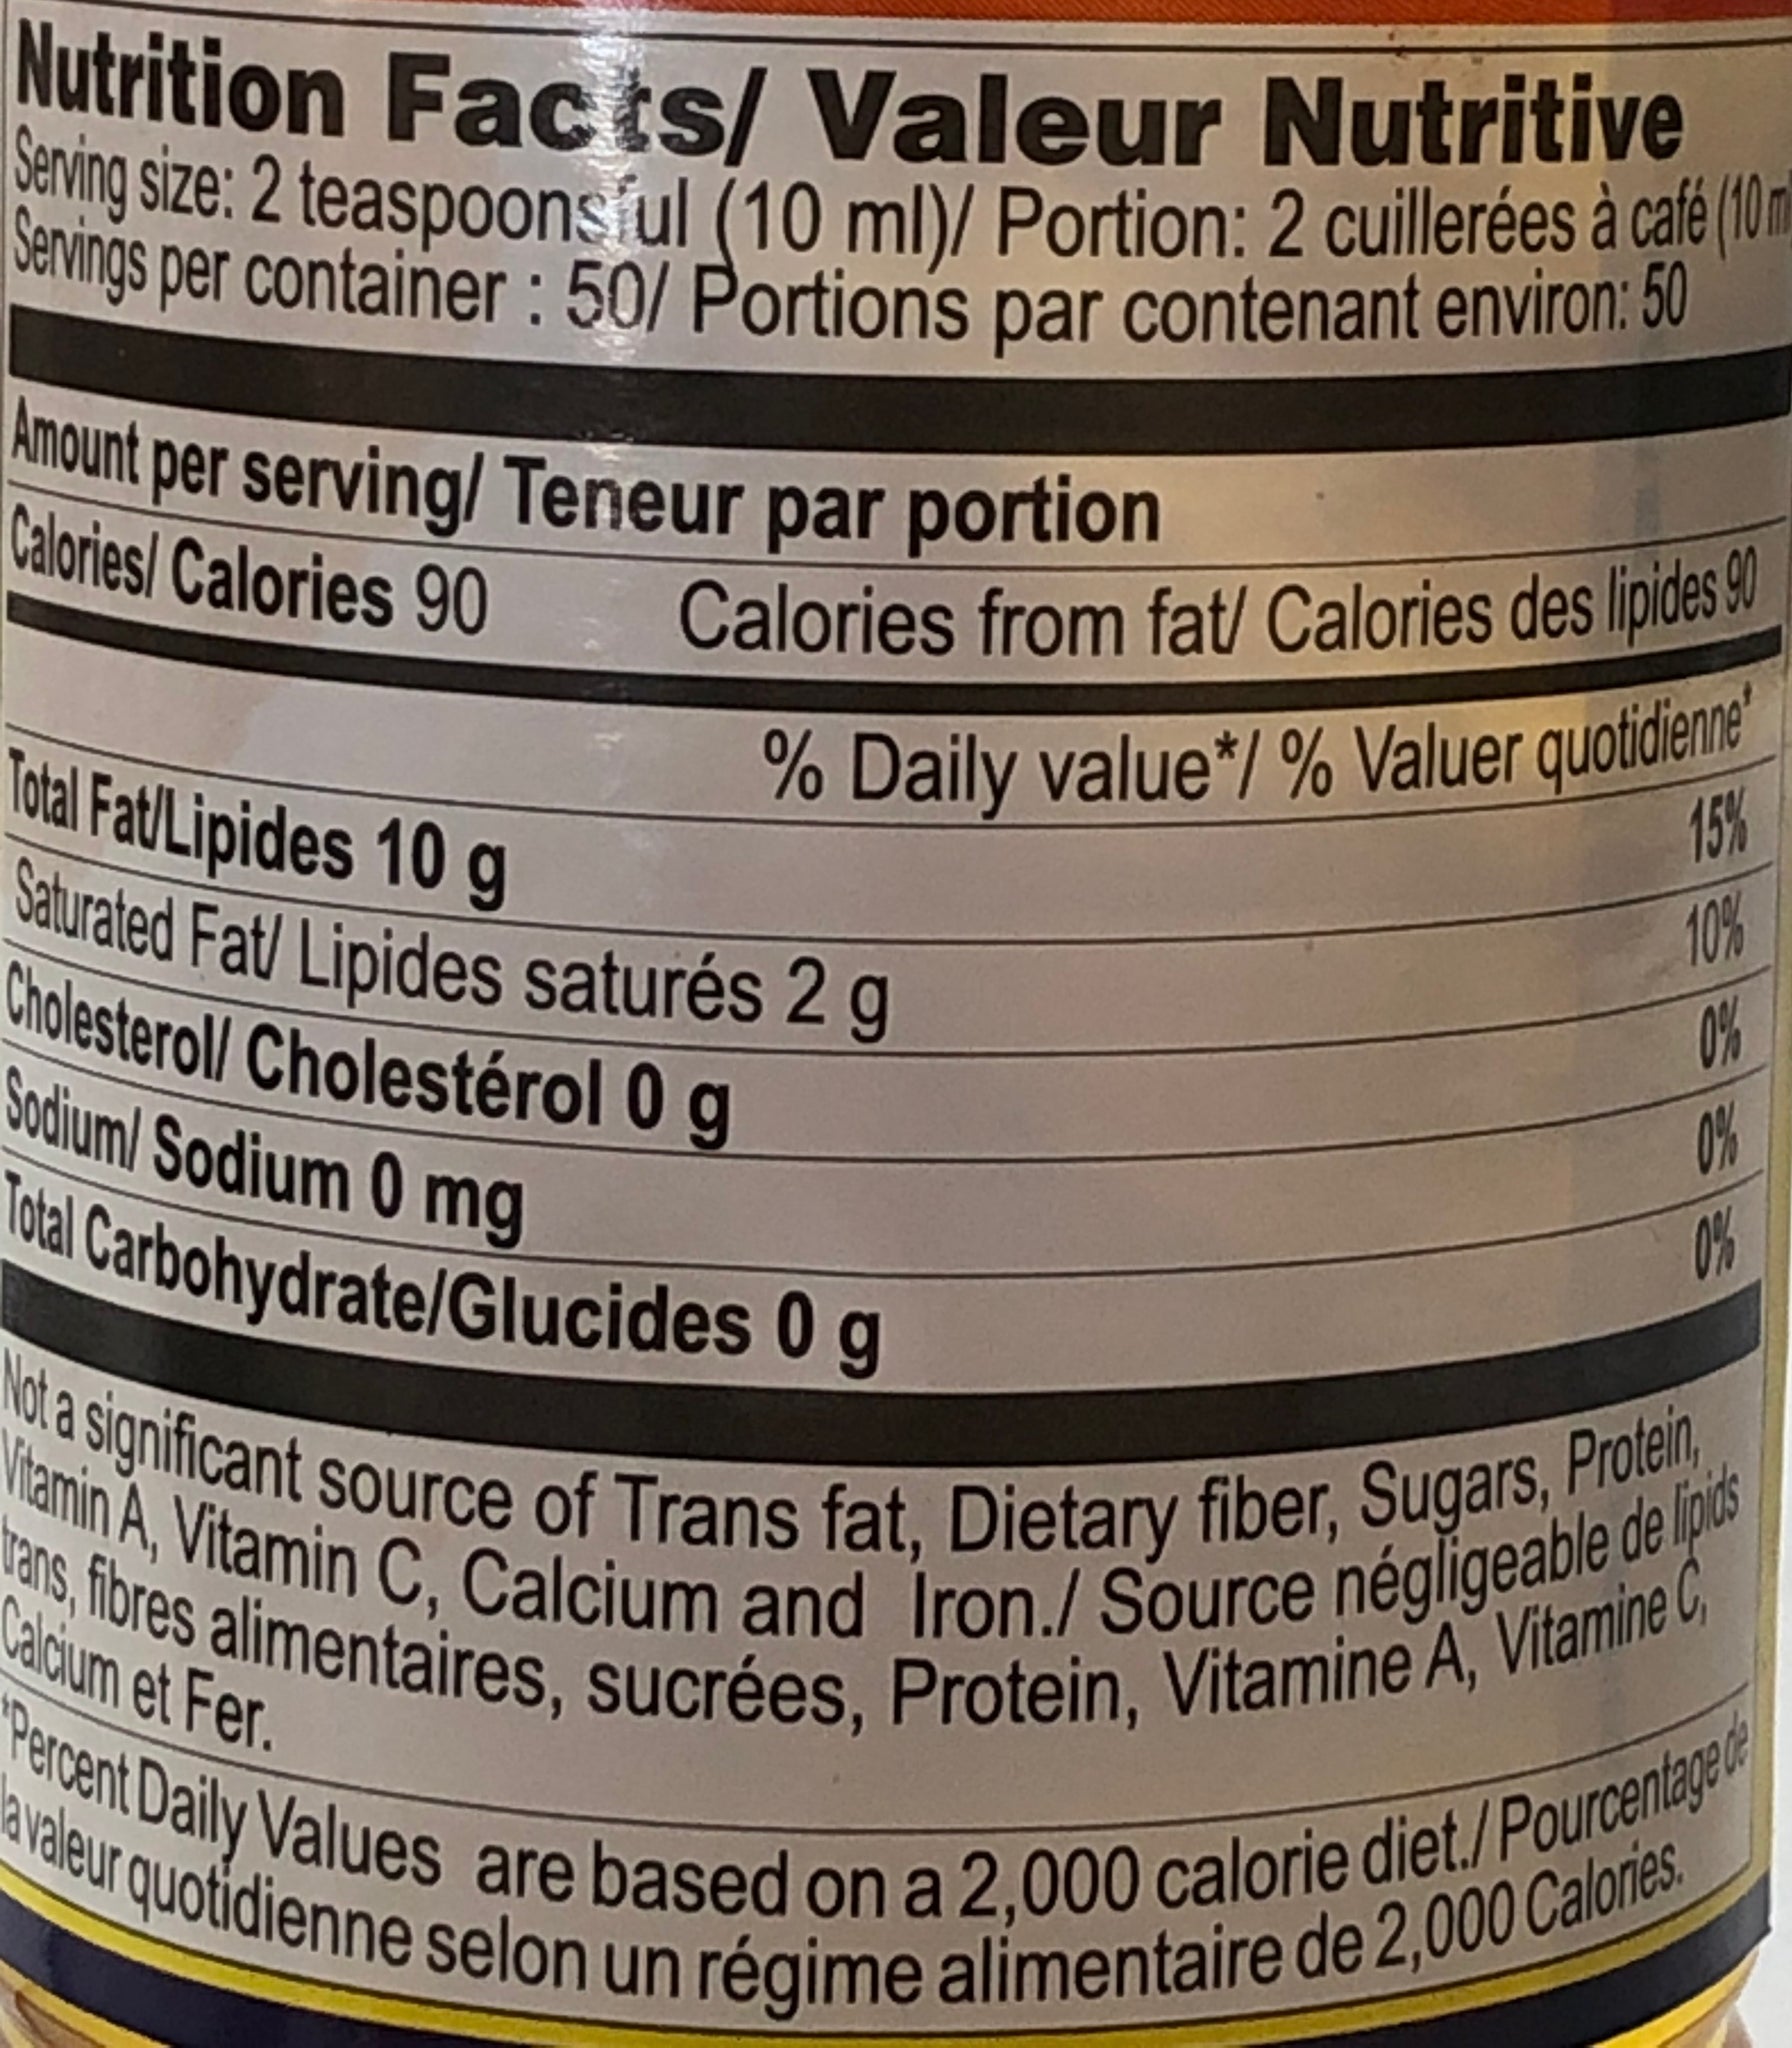 Nutrition Facts/ Valeur Nutritive
Serving size: 2 teaspoonsful (10 ml)/ Portion: 2 cuillerées à café (10 m
Servings per container : 50/ Portions par contenant environ: 50
Amount per serving/ Teneur par portion
Calories/ Calories 90 Calories from fat/ Calories des lipides 90
% Daily value*/ % Valuer quotidienne*
Total Fat/Lipides 10 g 15%
Saturated Fat/ Lipides saturés 2 g 10%
Cholesterol/ Cholestérol 0 g 0%
Sodium/ Sodium 0 mg 0%
Total Carbohydrate/Glucides 0 g 0%
Not a significant source of Trans fat, Dietary fiber, Sugars, Protein,
Vitamin A, Vitamin C, Calcium and Iron./ Source négligeable de lipids
trans, fibres alimentaires, sucrées, Protein, Vitamine A, Vitamine C,
Calcium et Fer.
*Percent Daily Values are based on a 2,000 calorie diet./ Pourcentage de
la valeur quotidienne selon un régime alimentaire de 2,000 Calories.